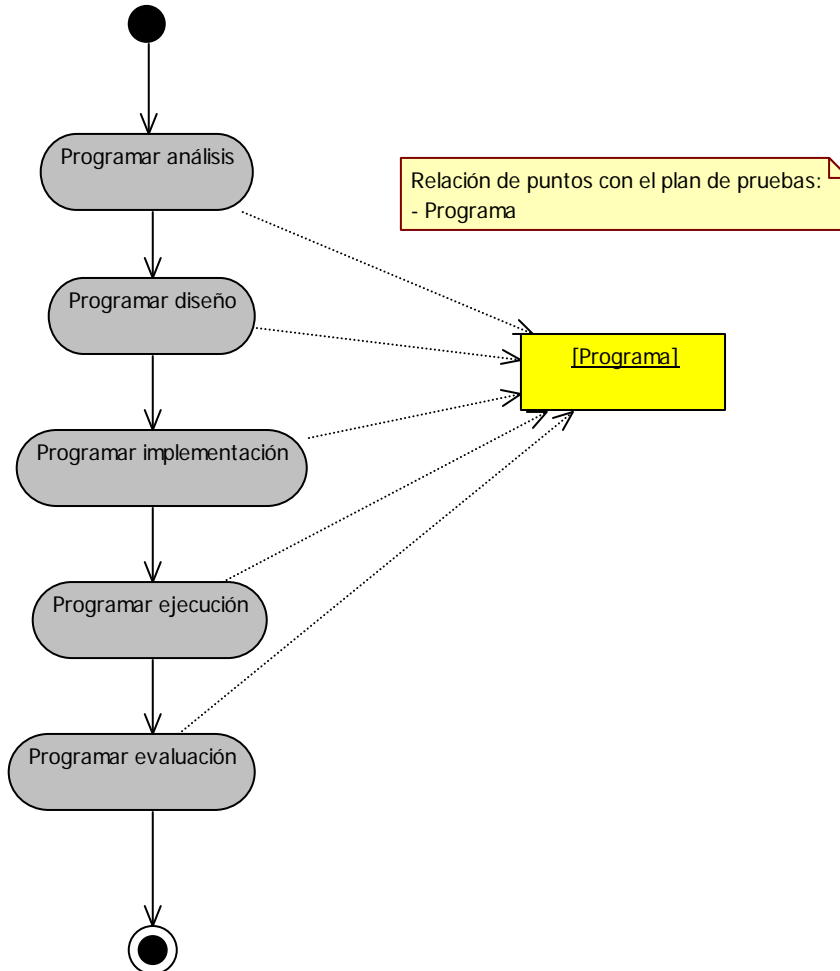 Programar análisis
Relación de puntos con el plan de pruebas:
- Programa
Programar diseño
[Programa]
Programar implementación
Programar ejecución
Programar evaluación